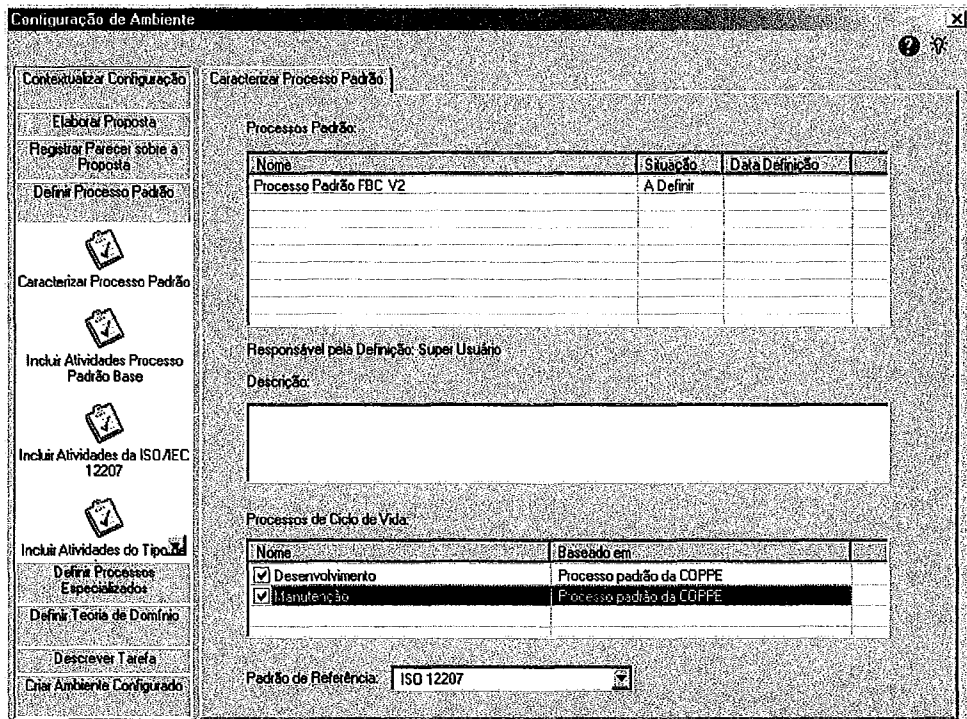 Configuração de Ambiente
Contextualizar Configuração
Elaborar Proposta
Registrar Parecer sobre a
Proposta
Definir Processo Padrão
Caracterizar Processo Padrão
Incluir Atividades Processo
Padrão Base
Incluir Atividades da ISO/IEC
12207
Incluir Atividades do Tipo de
Definir Processos
Especializados
Definir Teoria de Domínio
Descrever Tarefa
Criar Ambiente Configurado
Caracterizar Processo Padrão
Processos Padrão:
Nome Situação Data Definição
Processo Padrão FBC V2 A Definir
Responsável pela Definição: Super Usuário
Descrição:
Processos de Ciclo de Vida:
Nome Baseado em
Desenvolvimento Processo padrão da COPPE
Manutenção Processo padrão da COPPE
Padrão de Referência: ISO 12207